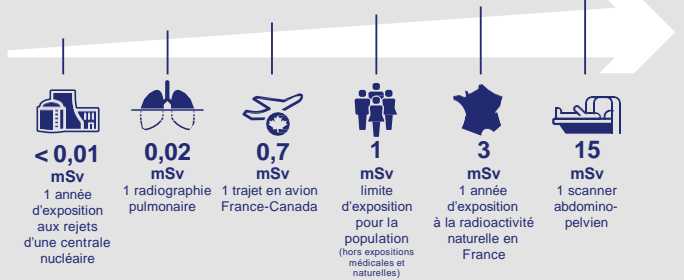 < 0,01
mSv
1 année
d'exposition
aux rejets
d'une centrale
nucléaire
0,02
mSv
1 radiographie
pulmonaire
0,7
mSv
1 trajet en avion
France-Canada
1
mSv
limite
d'exposition
pour la
population
(hors expositions
médicales et
naturelles)
3
mSv
1 année
d'exposition
à la radioactivité
naturelle en
France
15
mSv
1 scanner
abdomino-
pelvien